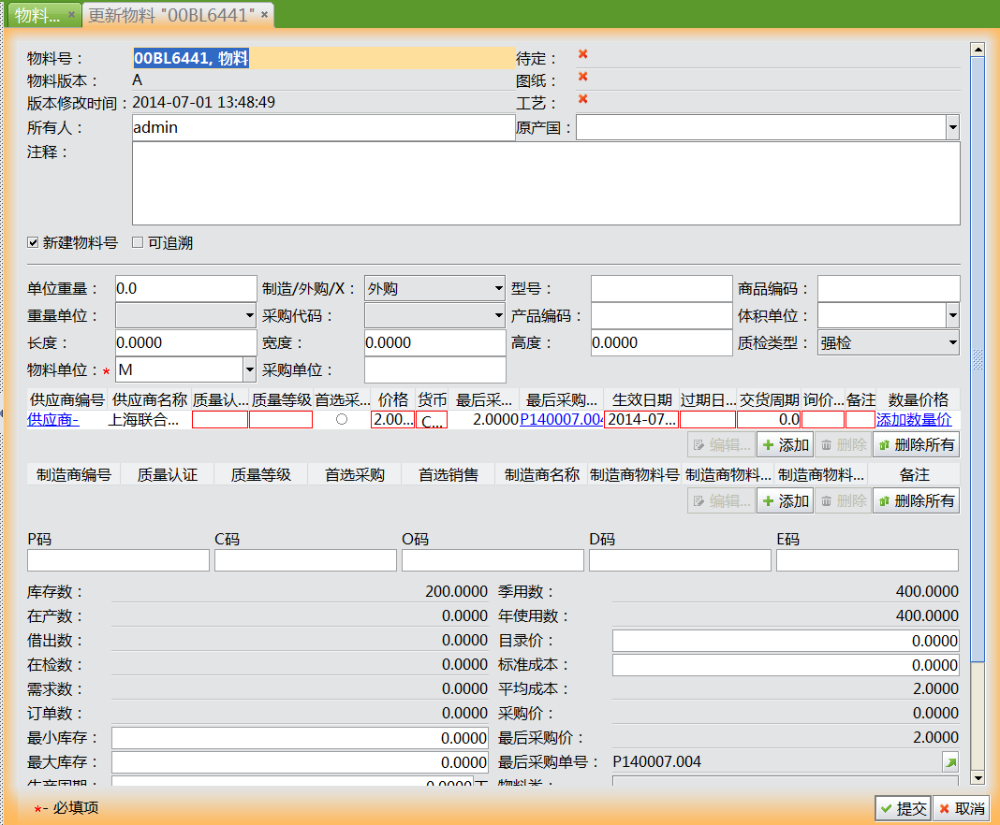 物料... × 更新物料 "00BL6441" ×
物料号： 00BL6441, 物料 待定：
物料版本： A 图纸：
版本修改时间： 2014-07-01 13:48:49 工艺：
所有人： admin 原产国：
注释：
新建物料号 可追溯
单位重量： 0.0 制造/外购/X： 外购 型号： 商品编码：
重量单位： 采购代码： 产品编码： 体积单位：
长度： 0.0000 宽度： 0.0000 高度： 0.0000 质检类型： 强检
物料单位：* M 采购单位：
供应商编号 供应商名称 质量认... 质量等级 首选采... 价格 货币 最后采... 最后采购... 生效日期 过期日... 交货周期 询价... 备注 数量价格
供应商- 上海联合... 2.00... C... 2.0000 P140007.004 2014-07... 0.0 添加数量价
编辑... 添加 删除 删除所有
制造商编号 质量认证 质量等级 首选采购 首选销售 制造商名称 制造商物料号 制造商物料... 制造商物料... 备注
编辑... 添加 删除 删除所有
P码 C码 O码 D码 E码
库存数： 200.0000 季用数： 400.0000
在产数： 0.0000 年使用数： 400.0000
借出数： 0.0000 目录价： 0.0000
在检数： 0.0000 标准成本： 0.0000
需求数： 0.0000 平均成本： 2.0000
订单数： 0.0000 采购价： 0.0000
最小库存： 0.0000 最后采购价： 2.0000
最大库存： 0.0000 最后采购单号： P140007.004
生产周期： 0.0000 天 物料类：
*- 必填项 提交 取消